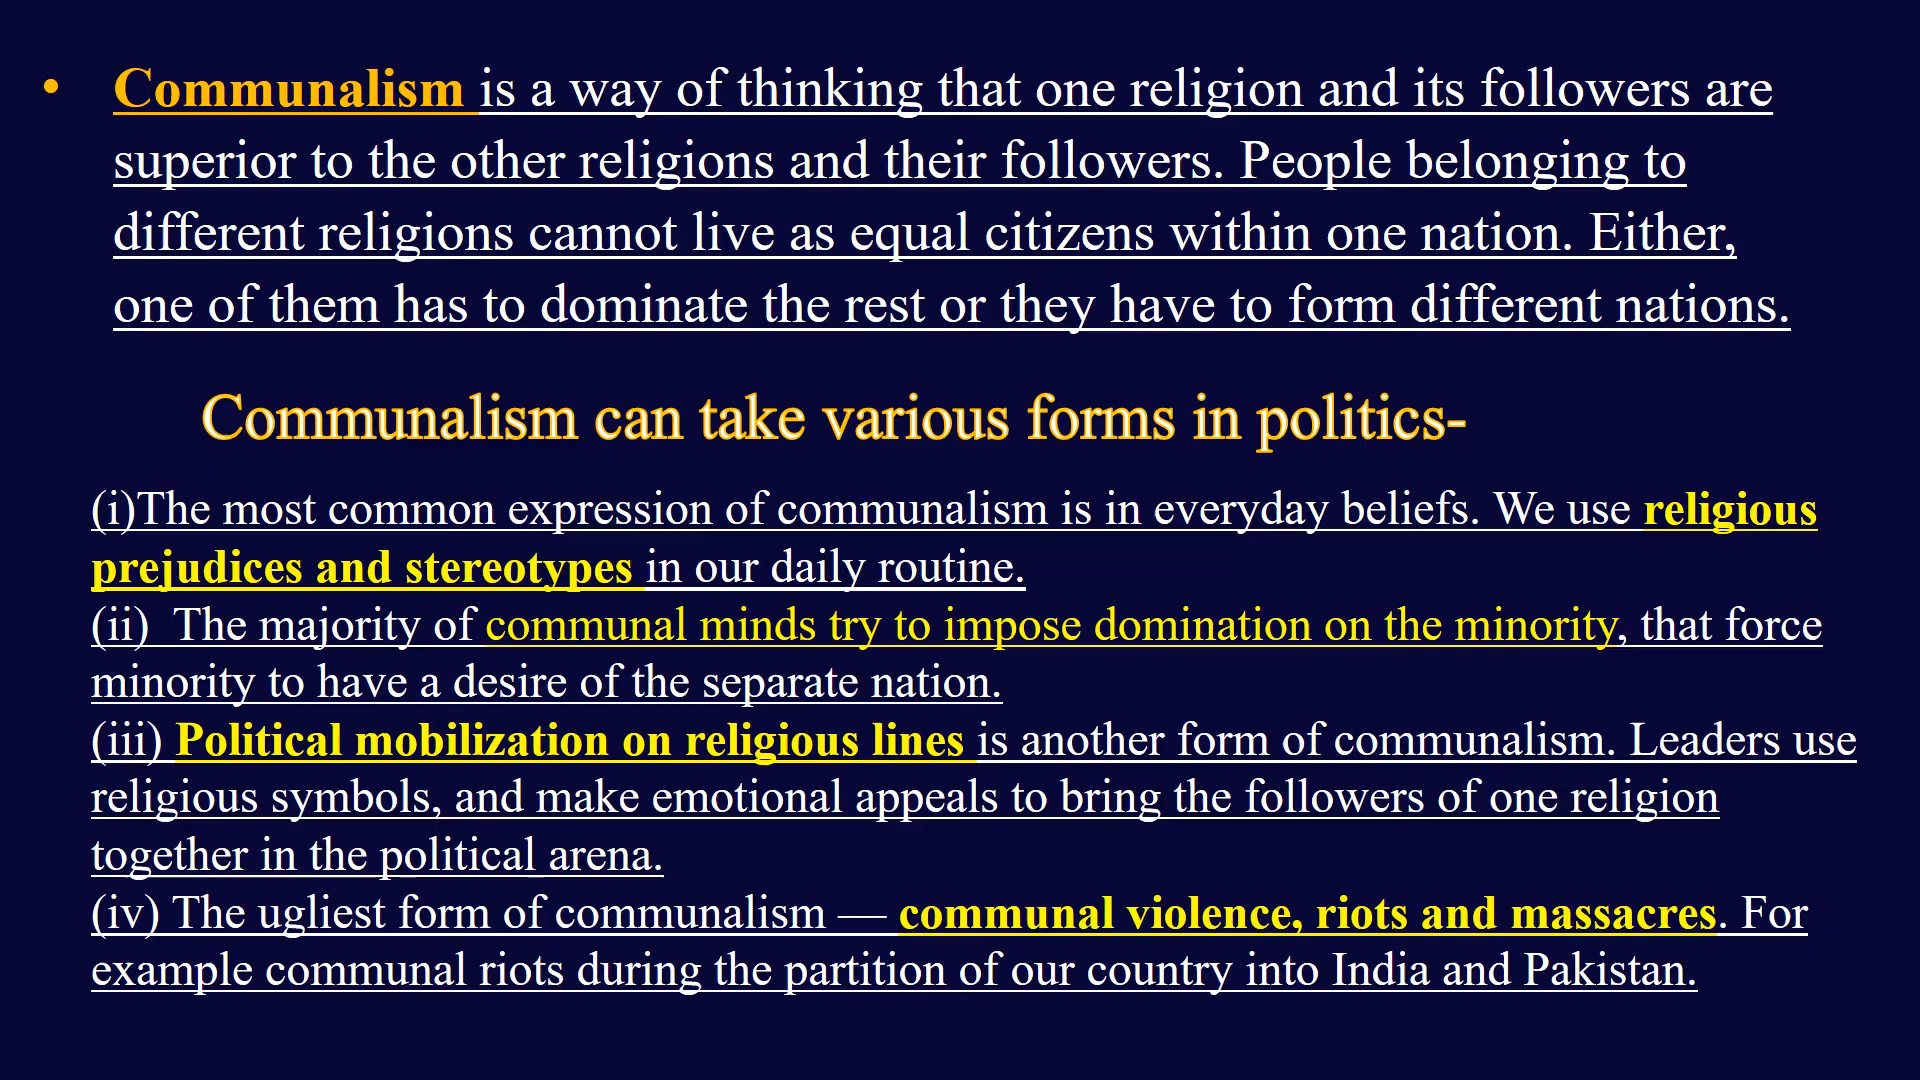 • Communalism is a way of thinking that one religion and its followers are
superior to the other religions and their followers. People belonging to
different religions cannot live as equal citizens within one nation. Either,
one of them has to dominate the rest or they have to form different nations.
Communalism can take various forms in politics-
(i)The most common expression of communalism is in everyday beliefs. We use religious
prejudices and stereotypes in our daily routine.
(ii)  The majority of communal minds try to impose domination on the minority, that force
minority to have a desire of the separate nation.
(iii) Political mobilization on religious lines is another form of communalism. Leaders use
religious symbols, and make emotional appeals to bring the followers of one religion
together in the political arena.
(iv) The ugliest form of communalism — communal violence, riots and massacres. For
example communal riots during the partition of our country into India and Pakistan.